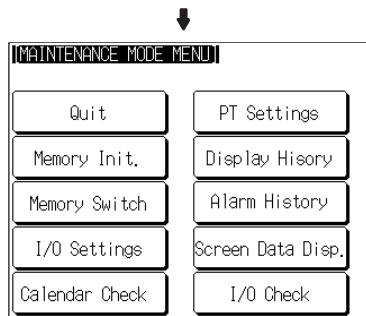 [MAINTENANCE MODE MENU]
Quit
PT Settings
Memory Init.
Display Hisory
Memory Switch
Alarm History
I/O Settings
Screen Data Disp.
Calendar Check
I/O Check